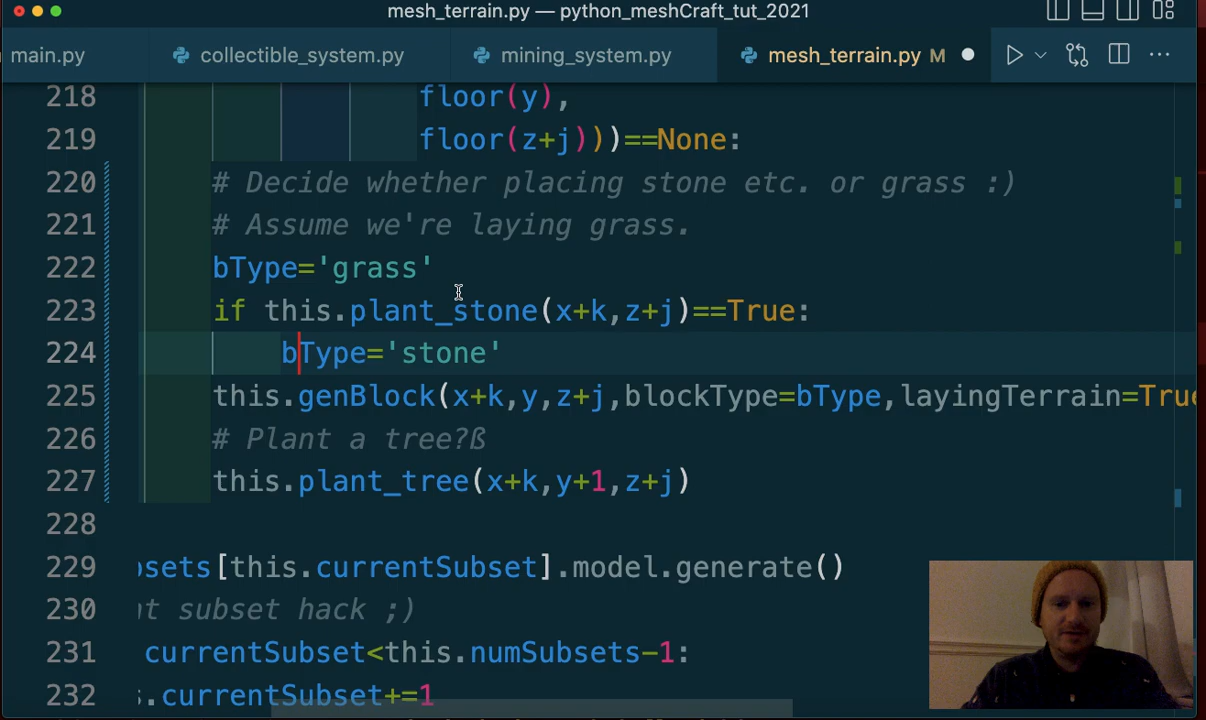 mesh_terrain.py — python_meshCraft_tut_2021
main.py collectible_system.py mining_system.py mesh_terrain.py M
218 floor(y),
219 floor(z+j)))==None:
220 # Decide whether placing stone etc. or grass :)
221 # Assume we're laying grass.
222 bType='grass'
223 if this.plant_stone(x+k,z+j)==True:
224 bType='stone'
225 this.genBlock(x+k,y,z+j,blockType=bType,layingTerrain=True
226 # Plant a tree?ß
227 this.plant_tree(x+k,y+1,z+j)
228
229 sets[this.currentSubset].model.generate()
230 t subset hack ;)
231 currentSubset<this.numSubsets-1:
232 .currentSubset+=1